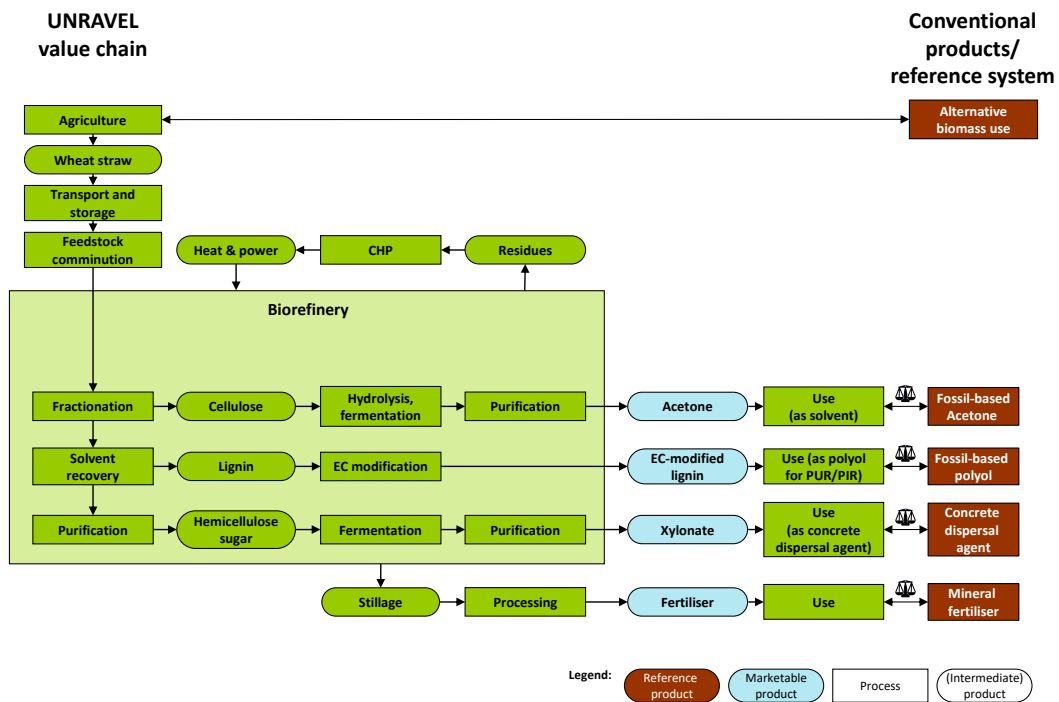 UNRAVEL
value chain
Conventional
products/
reference system
Agriculture
Alternative
biomass use
Wheat straw
Transport and
storage
Feedstock
comminution
Heat & power
CHP
Residues
Biorefinery
Fractionation
Cellulose
Hydrolysis,
fermentation
Purification
Acetone
Use
(as solvent)
Fossil-based
Acetone
Solvent
recovery
Lignin
EC modification
EC-modified
lignin
Use (as polyol
for PUR/PIR)
Fossil-based
polyol
Purification
Hemicellulose
sugar
Fermentation
Purification
Xylonate
Use
(as concrete
dispersal agent)
Concrete
dispersal
agent
Stillage
Processing
Fertiliser
Use
Mineral
fertiliser
Legend:
Reference
product
Marketable
product
Process
(Intermediate)
product